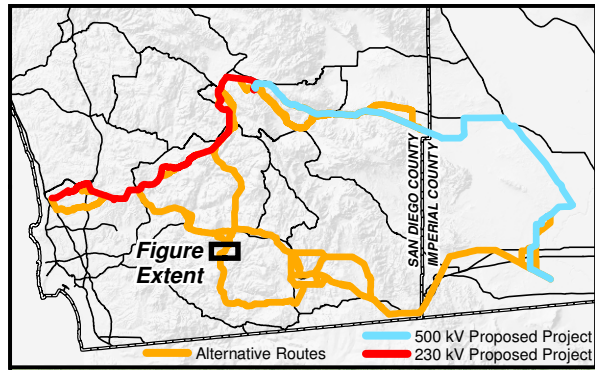 SAN DIEGO COUNTY
IMPERIAL COUNTY
Figure
Extent
Alternative Routes
500 kV Proposed Project
230 kV Proposed Project